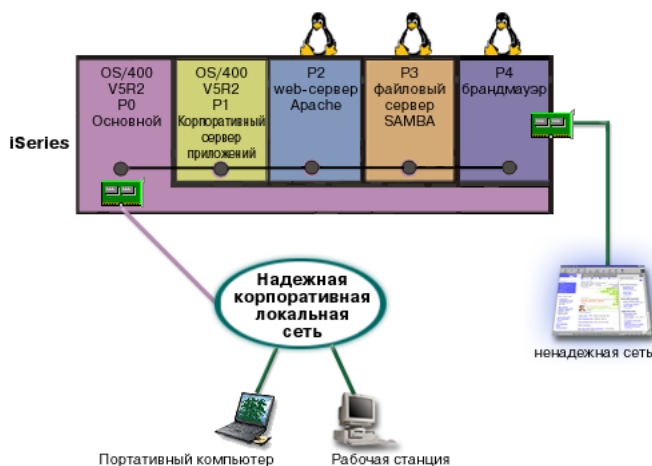 OS/400
V5R2
P0
Основной
OS/400
V5R2
P1
Корпоративный
сервер
приложений
P2
web-сервер
Apache
P3
файловый
сервер
SAMBA
P4
брандмауэр
iSeries
Надежная
корпоративная
локальная
сеть
ненадежная сеть
Портативный компьютер
Рабочая станция